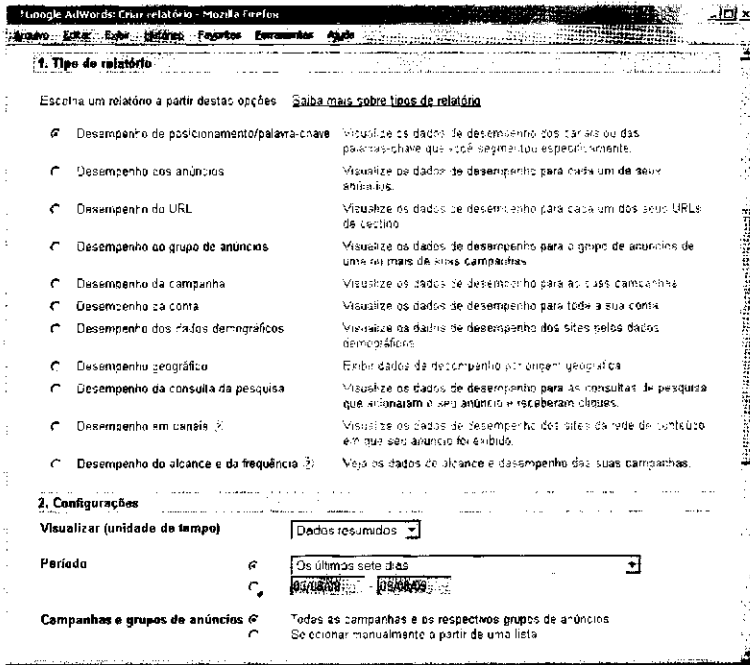 Google AdWords: Criar relatório - Mozilla Firefox
Arquivo Editar Exibir Histórico Favoritos Ferramentas Ajuda
1. Tipo de relatório
Escolha um relatório a partir destas opções Saiba mais sobre tipos de relatório
Desempenho de posicionamento/palavra-chave Visualize os dados de desempenho dos canais ou das
palavras-chave que você segmentou especificamente.
Desempenho dos anúncios Visualize os dados de desempenho para cada um de seus
anúncios.
Desempenho do URL Visualize os dados de desempenho para cada um dos seus URLs
de destino
Desempenho do grupo de anúncios Visualize os dados de desempenho para o grupo de anúncios de
uma ou mais de suas campanhas
Desempenho da campanha Visualize os dados de desempenho para as suas campanhas
Desempenho da conta Visualize os dados de desempenho para toda a sua conta
Desempenho dos dados demográficos Visualize os dados de desempenho dos sites pelos dados
demográficos
Desempenho geográfico Exibir dados de desempenho por origem geográfica
Desempenho da consulta da pesquisa Visualize os dados de desempenho para as consultas de pesquisa
que acionaram o seu anúncio e receberam cliques.
Desempenho em canais Visualize os dados de desempenho dos sites da rede de conteúdo
em que seu anúncio foi exibido.
Desempenho do alcance e da frequência Veja os dados de alcance e desempenho das suas campanhas.
2. Configurações
Visualizar (unidade de tempo) Dados resumidos
Período Os últimos sete dias
Campanhas e grupos de anúncios Todas as campanhas e os respectivos grupos de anúncios
Selecionar manualmente a partir de uma lista